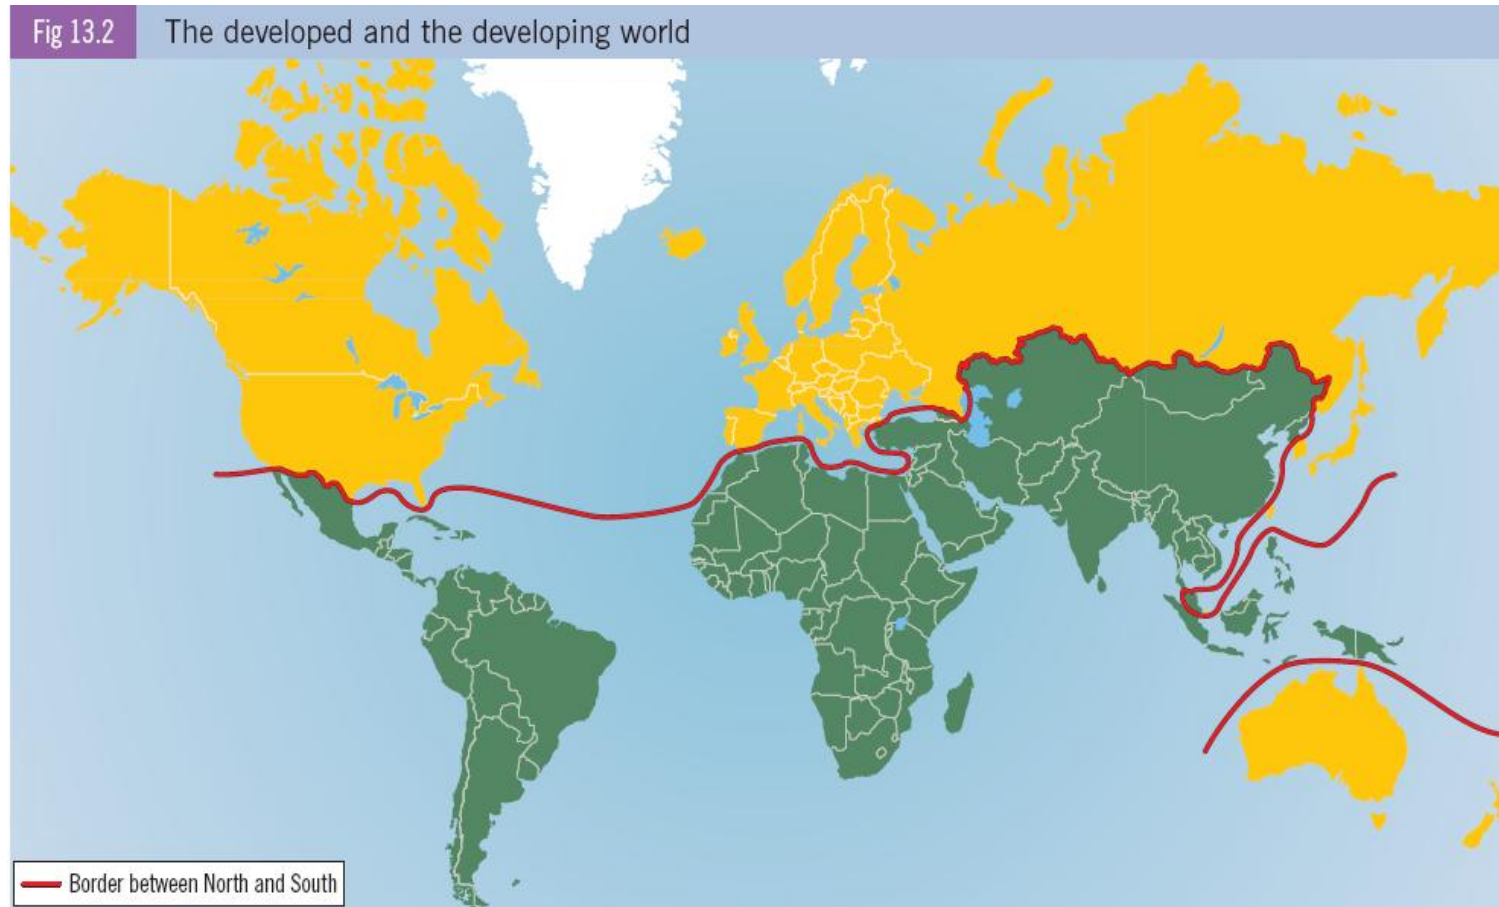 Fig 13.2 The developed and the developing world
Border between North and South